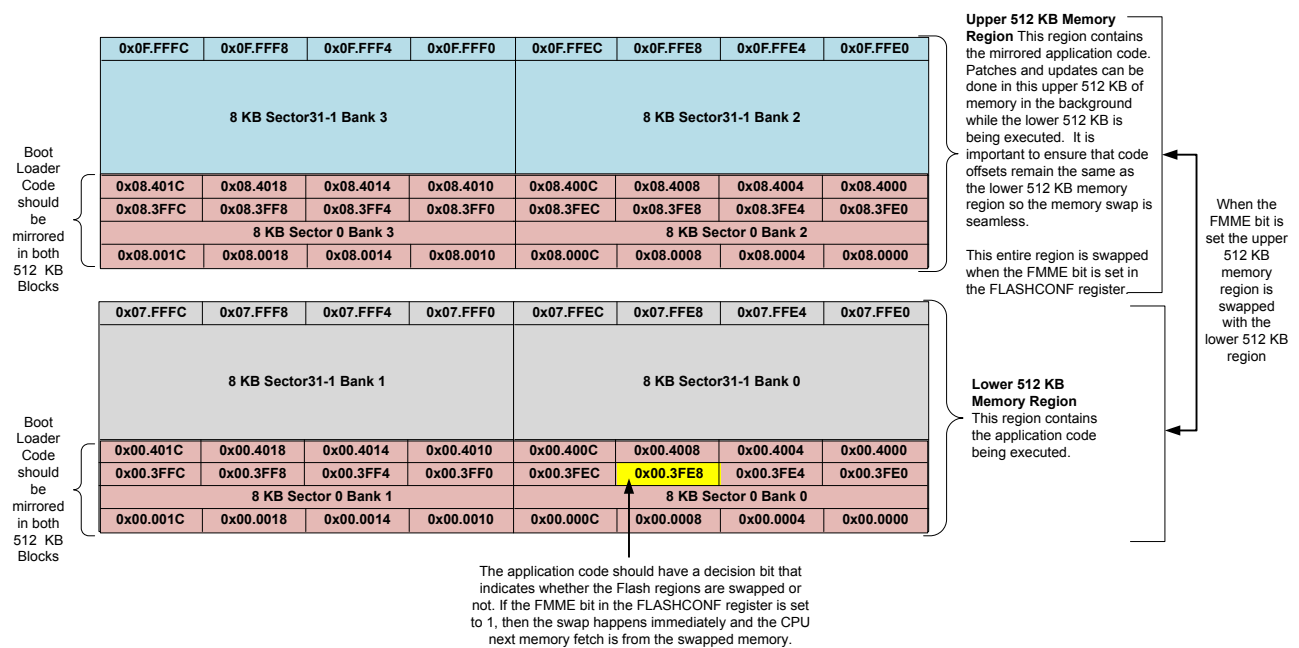 Upper 512 KB Memory
Region This region contains
the mirrored application code.
Patches and updates can be
done in this upper 512 KB of
memory in the background
while the lower 512 KB is
being executed. It is
important to ensure that code
offsets remain the same as
the lower 512 KB memory
region so the memory swap is
seamless.
This entire region is swapped
when the FMME bit is set in
the FLASHCONF register.
0x0F.FFFC 0x0F.FFF8 0x0F.FFF4 0x0F.FFF0 0x0F.FFEC 0x0F.FFE8 0x0F.FFE4 0x0F.FFE0
8 KB Sector31-1 Bank 3 8 KB Sector31-1 Bank 2
0x08.401C 0x08.4018 0x08.4014 0x08.4010 0x08.400C 0x08.4008 0x08.4004 0x08.4000
0x08.3FFC 0x08.3FF8 0x08.3FF4 0x08.3FF0 0x08.3FEC 0x08.3FE8 0x08.3FE4 0x08.3FE0
8 KB Sector 0 Bank 3 8 KB Sector 0 Bank 2
0x08.001C 0x08.0018 0x08.0014 0x08.0010 0x08.000C 0x08.0008 0x08.0004 0x08.0000
Boot
Loader
Code
should
be
mirrored
in both
512 KB
Blocks
When the
FMME bit is
set the upper
512 KB
memory
region is
swapped
with the
lower 512 KB
region
0x07.FFFC 0x07.FFF8 0x07.FFF4 0x07.FFF0 0x07.FFEC 0x07.FFE8 0x07.FFE4 0x07.FFE0
8 KB Sector31-1 Bank 1 8 KB Sector31-1 Bank 0
0x00.401C 0x00.4018 0x00.4014 0x00.4010 0x00.400C 0x00.4008 0x00.4004 0x00.4000
0x00.3FFC 0x00.3FF8 0x00.3FF4 0x00.3FF0 0x00.3FEC 0x00.3FE8 0x00.3FE4 0x00.3FE0
8 KB Sector 0 Bank 1 8 KB Sector 0 Bank 0
0x00.001C 0x00.0018 0x00.0014 0x00.0010 0x00.000C 0x00.0008 0x00.0004 0x00.0000
Lower 512 KB
Memory Region
This region contains
the application code
being executed.
Boot
Loader
Code
should
be
mirrored
in both
512 KB
Blocks
The application code should have a decision bit that
indicates whether the Flash regions are swapped or
not. If the FMME bit in the FLASHCONF register is set
to 1, then the swap happens immediately and the CPU
next memory fetch is from the swapped memory.